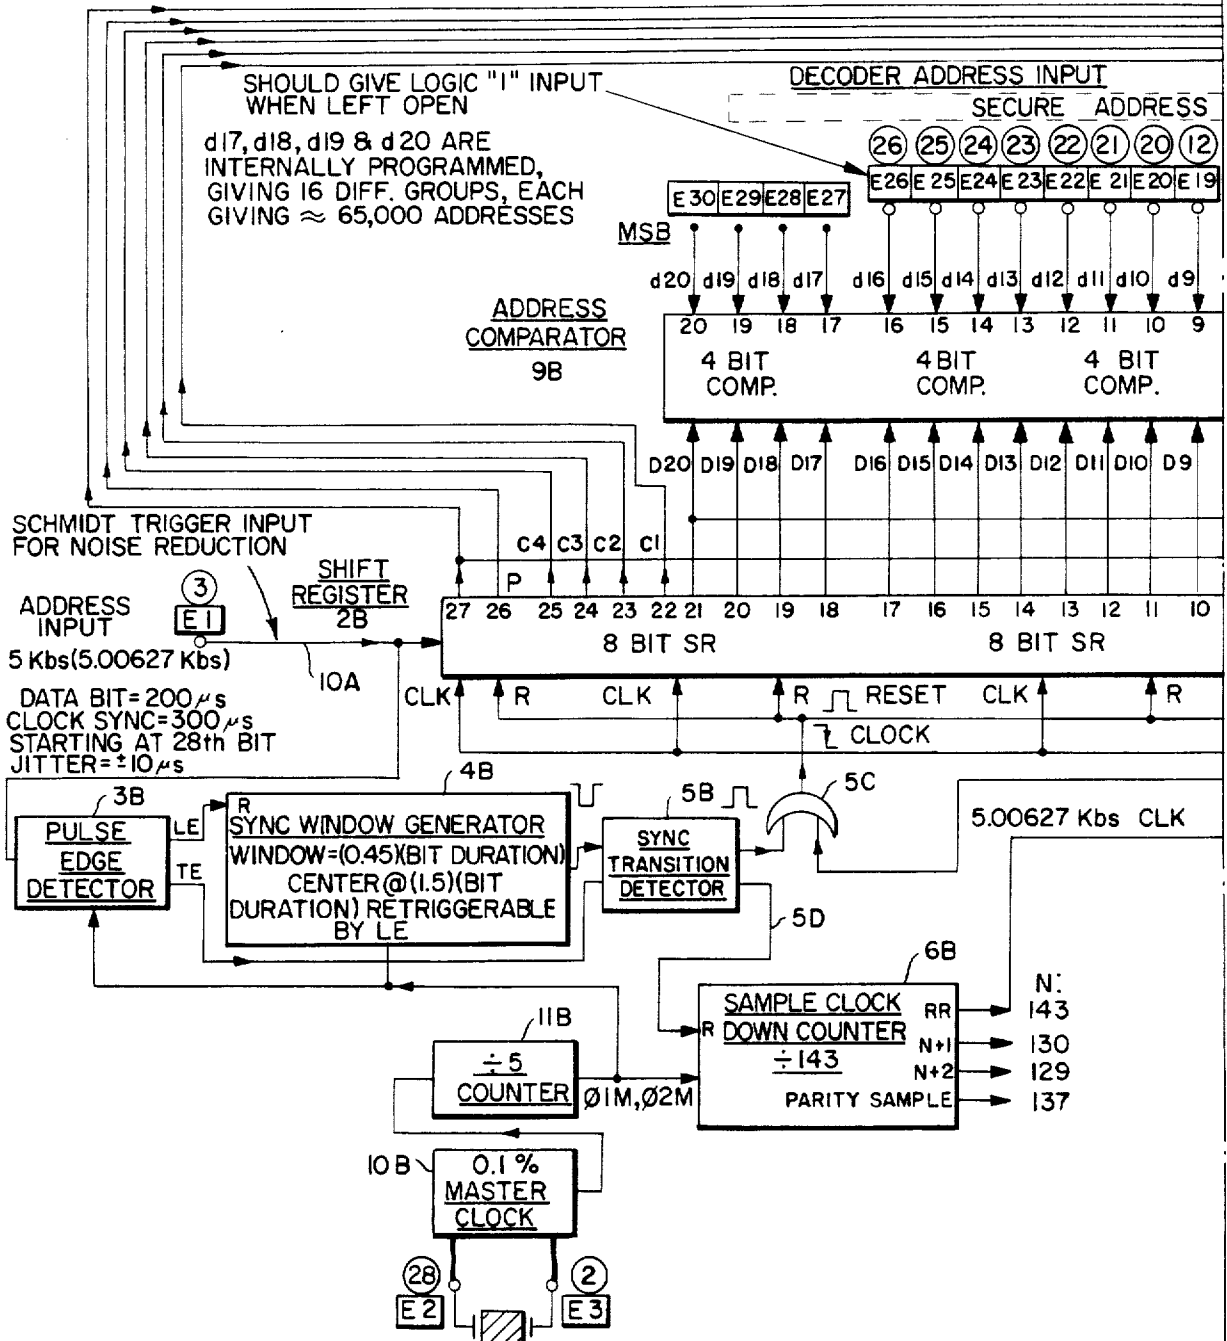 SHOULD GIVE LOGIC "1" INPUT
WHEN LEFT OPEN
DECODER ADDRESS INPUT
SECURE ADDRESS
d17, d18, d19 & d20 ARE
INTERNALLY PROGRAMMED,
GIVING 16 DIFF. GROUPS, EACH
GIVING ≈ 65,000 ADDRESSES
26 25 24 23 22 21 20 12
E26 E25 E24 E23 E22 E21 E20 E19
E30 E29 E28 E27
MSB
d20 d19 d18 d17 d16 d15 d14 d13 d12 d11 d10 d9
ADDRESS
COMPARATOR
9B
20 19 18 17 16 15 14 13 12 11 10 9
4 BIT
COMP.
4 BIT
COMP.
4 BIT
COMP.
D20 D19 D18 D17 D16 D15 D14 D13 D12 D11 D10 D9
SCHMIDT TRIGGER INPUT
FOR NOISE REDUCTION
C4 C3 C2 C1
P
SHIFT
REGISTER
2B
3
E1
ADDRESS
INPUT
5 Kbs(5.00627 Kbs)
10A
27 26 25 24 23 22 21 20 19 18 17 16 15 14 13 12 11 10
8 BIT SR
8 BIT SR
CLK R CLK R RESET CLK R
CLOCK
DATA BIT=200μs
CLOCK SYNC=300μs
STARTING AT 28th BIT
JITTER=±10μs
3B
PULSE
EDGE
DETECTOR
LE
TE
4B
R
SYNC WINDOW GENERATOR
WINDOW=(0.45)(BIT DURATION)
CENTER@(1.5)(BIT
DURATION) RETRIGGERABLE
BY LE
5B
SYNC
TRANSITION
DETECTOR
5C
5D
5.00627 Kbs CLK
6B
R
SAMPLE CLOCK
DOWN COUNTER
÷143
RR
N+1
N+2
PARITY SAMPLE
N:
143
130
129
137
11B
÷5
COUNTER
Ø1M,Ø2M
10B
0.1%
MASTER
CLOCK
28
E2
2
E3